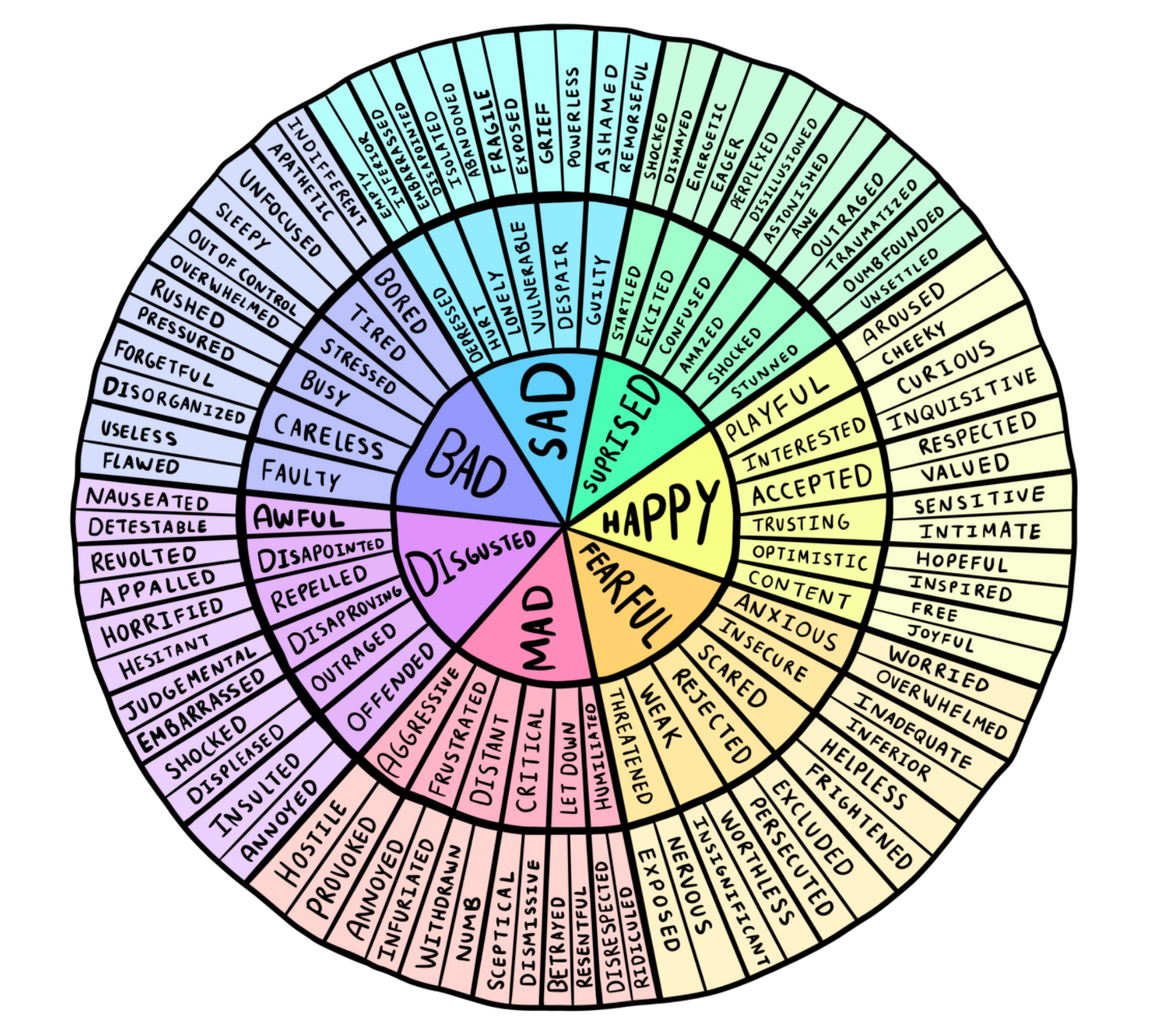 SAD
SUPRISED
HAPPY
FEARFUL
MAD
DISGUSTED
BAD
DEPRESSED
HURT
LONELY
VULNERABLE
DESPAIR
GUILTY
STARTLED
EXCITED
CONFUSED
AMAZED
SHOCKED
STUNNED
PLAYFUL
INTERESTED
ACCEPTED
TRUSTING
OPTIMISTIC
CONTENT
ANXIOUS
INSECURE
SCARED
REJECTED
WEAK
THREATENED
HUMILIATED
LET DOWN
CRITICAL
DISTANT
FRUSTRATED
AGGRESSIVE
OFFENDED
OUTRAGED
DISAPROVING
REPELLED
DISAPOINTED
AWFUL
FAULTY
CARELESS
BUSY
STRESSED
TIRED
BORED
EMPTY
INFERIOR
EMBARRASSED
DISAPOINTED
ISOLATED
ABANDONED
FRAGILE
EXPOSED
GRIEF
POWERLESS
ASHAMED
REMORSEFUL
SHOCKED
DISMAYED
ENERGETIC
EAGER
PERPLEXED
DISILLUSIONED
ASTONISHED
AWE
OUTRAGED
TRAUMATIZED
DUMBFOUNDED
UNSETTLED
AROUSED
CHEEKY
CURIOUS
INQUISITIVE
RESPECTED
VALUED
SENSITIVE
INTIMATE
HOPEFUL
INSPIRED
FREE
JOYFUL
WORRIED
OVERWHELMED
INADEQUATE
INFERIOR
HELPLESS
FRIGHTENED
EXCLUDED
PERSECUTED
WORTHLESS
INSIGNIFICANT
NERVOUS
EXPOSED
RIDICULED
DISRESPECTED
RESENTFUL
BETRAYED
DISMISSIVE
SCEPTICAL
NUMB
WITHDRAWN
INFURIATED
ANNOYED
PROVOKED
HOSTILE
ANNOYED
INSULTED
DISPLEASED
SHOCKED
EMBARRASSED
JUDGEMENTAL
HESITANT
HORRIFIED
APPALLED
REVOLTED
DETESTABLE
NAUSEATED
FLAWED
USELESS
DISORGANIZED
FORGETFUL
PRESSURED
RUSHED
OVERWHELMED
OUT OF CONTROL
SLEEPY
UNFOCUSED
APATHETIC
INDIFFERENT